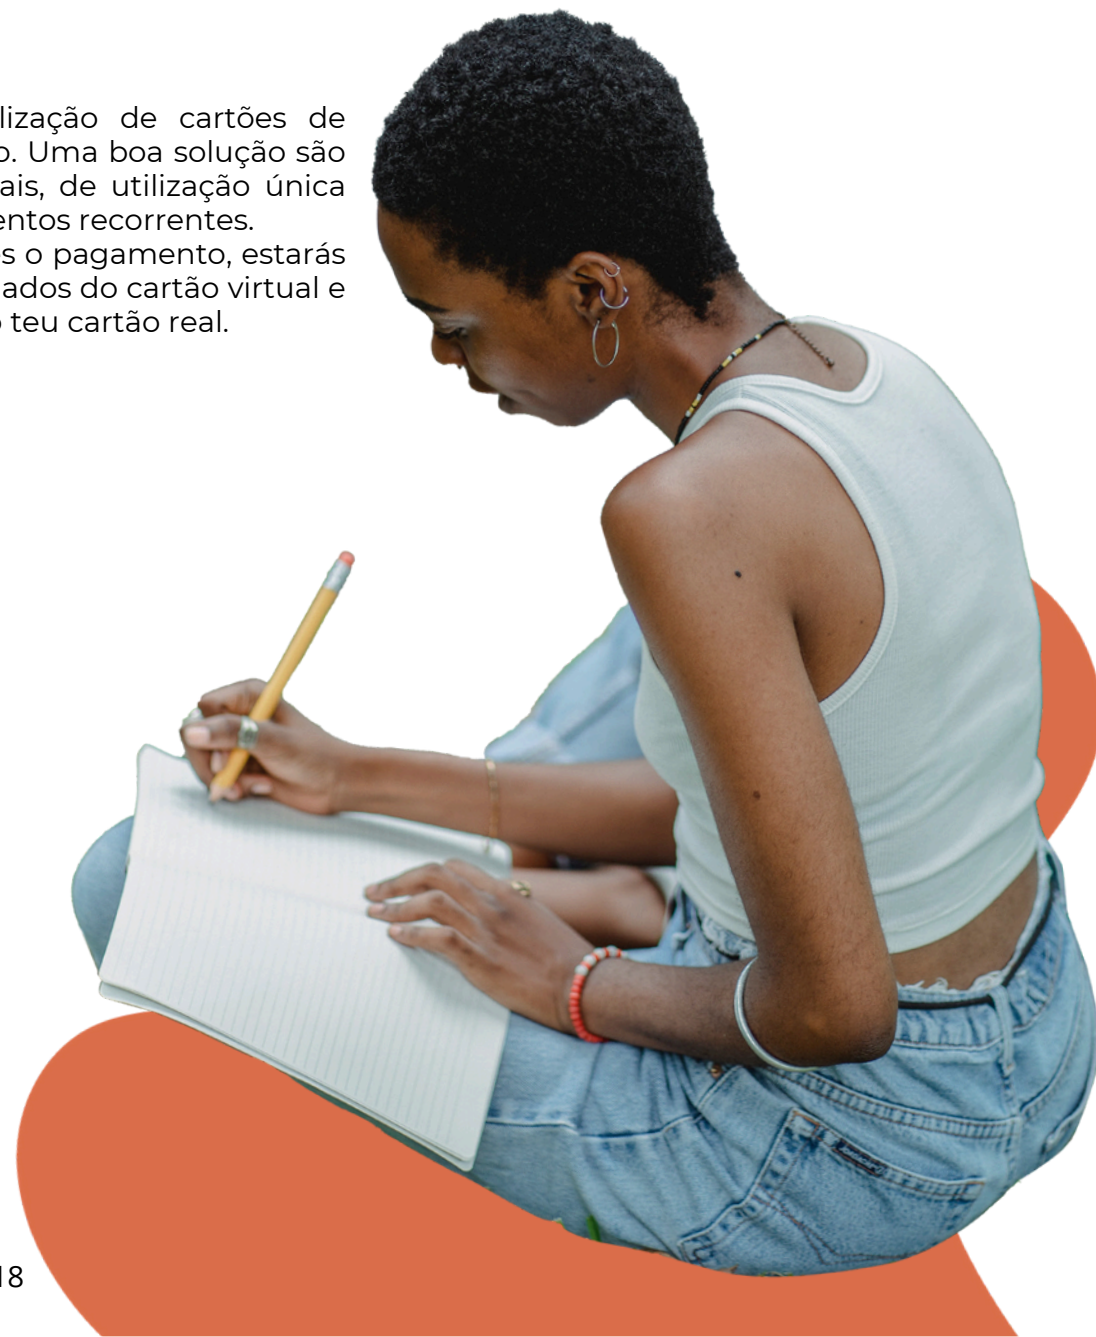 lização de cartões de
o. Uma boa solução são
ais, de utilização única
entos recorrentes.
s o pagamento, estarás
ados do cartão virtual e
o teu cartão real.
18